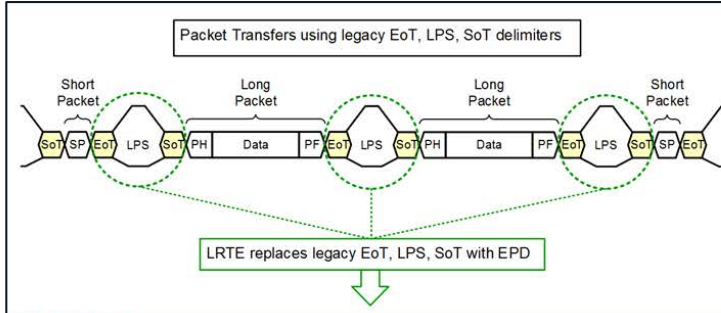 Packet Transfers using legacy EoT, LPS, SoT delimiters
Short
Packet
Long
Packet
Long
Packet
Short
Packet
SoT SP EoT LPS SoT PH Data PF EoT LPS SoT PH Data PF EoT LPS SoT SP EoT
LRTE replaces legacy EoT, LPS, SoT with EPD